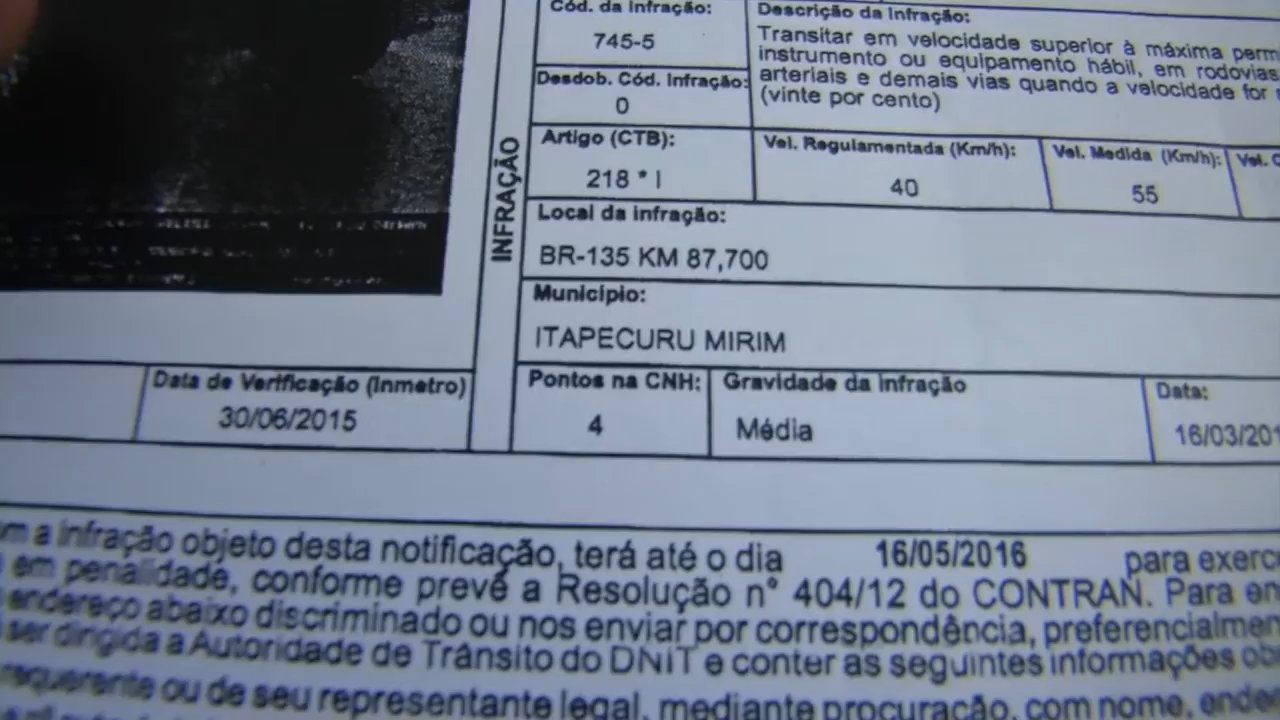 Cód. da Infração:
745-5
Desdob. Cód. Infração:
0
Descrição da Infração:
Transitar em velocidade superior à máxima perm
instrumento ou equipamento hábil, em rodovias
arteriais e demais vias quando a velocidade for
(vinte por cento)
INFRAÇÃO
Artigo (CTB):
218 * I
Vel. Regulamentada (Km/h):
40
Vel. Medida (Km/h):
55
Vel. C
Local da infração:
BR-135 KM 87,700
Município:
ITAPECURU MIRIM
Data de Verificação (Inmetro)
30/06/2015
Pontos na CNH:
4
Gravidade da Infração
Média
Data:
16/03/201
m a infração objeto desta notificação, terá até o dia 16/05/2016 para exerc
em penalidade, conforme prevê a Resolução n° 404/12 do CONTRAN. Para en
endereço abaixo discriminado ou nos enviar por correspondência, preferencialmen
ser dirigida a Autoridade de Trânsito do DNIT e conter as seguintes informações ob
requerente ou de seu representante legal, mediante procuração, com nome, ende